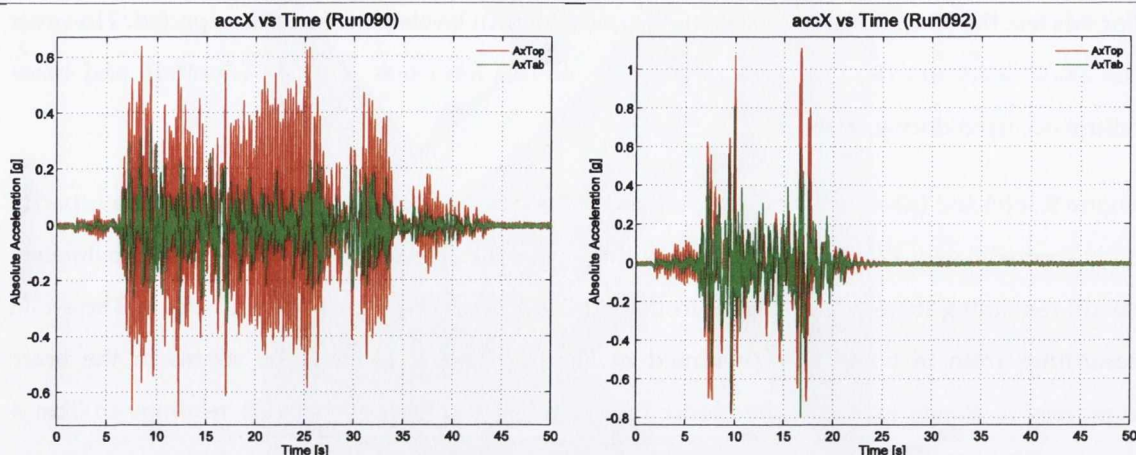 accX vs Time (Run090)
AxTop
AxTab
0.6
0.4
0.2
0
-0.2
-0.4
-0.6
Absolute Acceleration [g]
0 5 10 15 20 25 30 35 40 45 50
Time [s]
accX vs Time (Run092)
AxTop
AxTab
1
0.8
0.6
0.4
0.2
0
-0.2
-0.4
-0.6
-0.8
Absolute Acceleration [g]
0 5 10 15 20 25 30 35 40 45 50
Time [s]